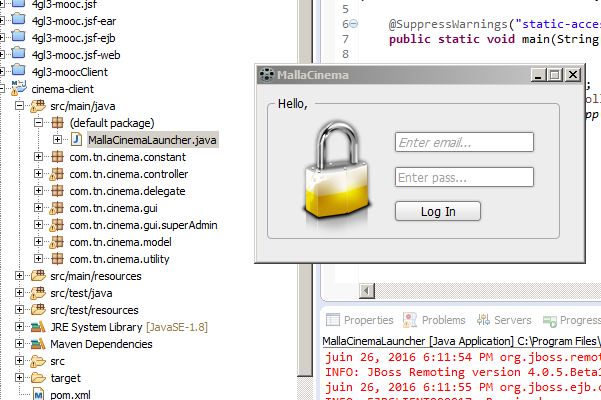 4gl3-mooc.jsf
4gl3-mooc.jsf-ear
4gl3-mooc.jsf-ejb
4gl3-mooc.jsf-web
4gl3-moocClient
cinema-client
src/main/java
(default package)
MallaCinemaLauncher.java
com.tn.cinema.constant
com.tn.cinema.controller
com.tn.cinema.delegate
com.tn.cinema.gui
com.tn.cinema.gui.superAdmin
com.tn.cinema.model
com.tn.cinema.utility
src/main/resources
src/test/java
src/test/resources
JRE System Library [JavaSE-1.8]
Maven Dependencies
src
target
pom.xml
5
6 @SuppressWarnings("static-acces
7 public static void main(String
MallaCinema
Hello,
Enter email...
Enter pass...
Log In
Properties Problems Servers Progress
MallaCinemaLauncher [Java Application] C:\Program Files\
juin 26, 2016 6:11:54 PM org.jboss.remot
INFO: JBoss Remoting version 4.0.5.Beta1
juin 26, 2016 6:11:55 PM org.jboss.ejb.c